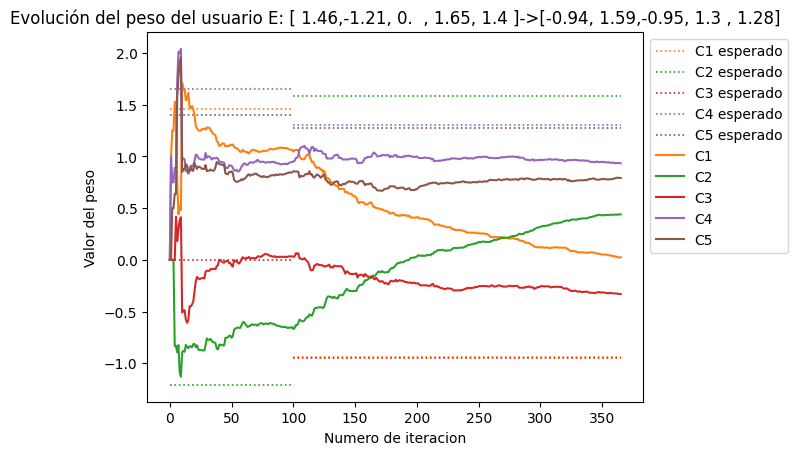 Evolución del peso del usuario E: [ 1.46,-1.21, 0.  , 1.65, 1.4 ]->[-0.94, 1.59,-0.95, 1.3 , 1.28]
Valor del peso
2.0
1.5
1.0
0.5
0.0
−0.5
−1.0
0
50
100
150
200
250
300
350
Numero de iteracion
C1 esperado
C2 esperado
C3 esperado
C4 esperado
C5 esperado
C1
C2
C3
C4
C5